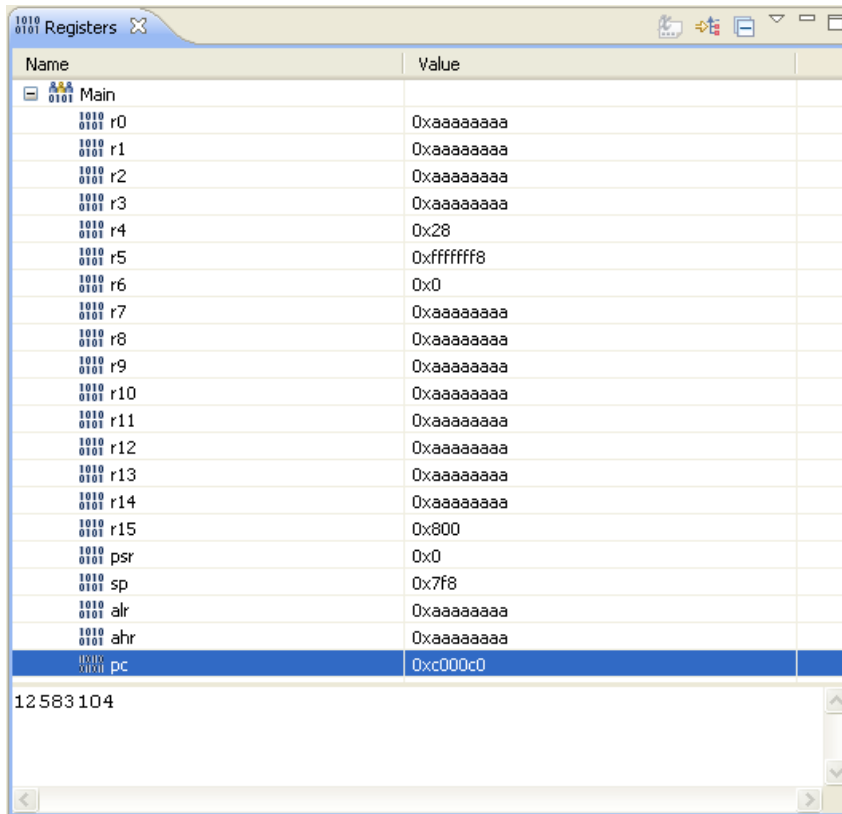 Registers
Name Value
Main
r0 0xaaaaaaaa
r1 0xaaaaaaaa
r2 0xaaaaaaaa
r3 0xaaaaaaaa
r4 0x28
r5 0xfffffff8
r6 0x0
r7 0xaaaaaaaa
r8 0xaaaaaaaa
r9 0xaaaaaaaa
r10 0xaaaaaaaa
r11 0xaaaaaaaa
r12 0xaaaaaaaa
r13 0xaaaaaaaa
r14 0xaaaaaaaa
r15 0x800
psr 0x0
sp 0x7f8
alr 0xaaaaaaaa
ahr 0xaaaaaaaa
pc 0xc000c0
12583104